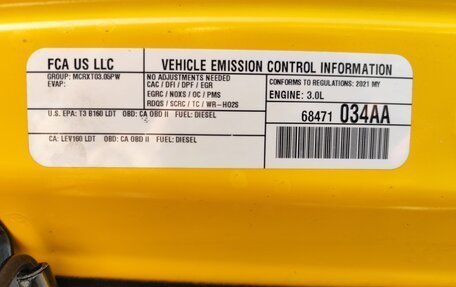 FCA US LLC
VEHICLE EMISSION CONTROL INFORMATION
GROUP: MCRXT03.05PW
EVAP:
NO ADJUSTMENTS NEEDED
CAC / DFI / DPF / EGR
EGRC / NOXS / OC / PMS
RDQS / SCRC / TC / WR-HO2S
CONFORMS TO REGULATIONS: 2021 MY
ENGINE: 3.0L
U.S. EPA: T3 B160 LDT OBD: CA OBD II FUEL: DIESEL
CA: LEV160 LDT OBD: CA OBD II FUEL: DIESEL
68471 034AA